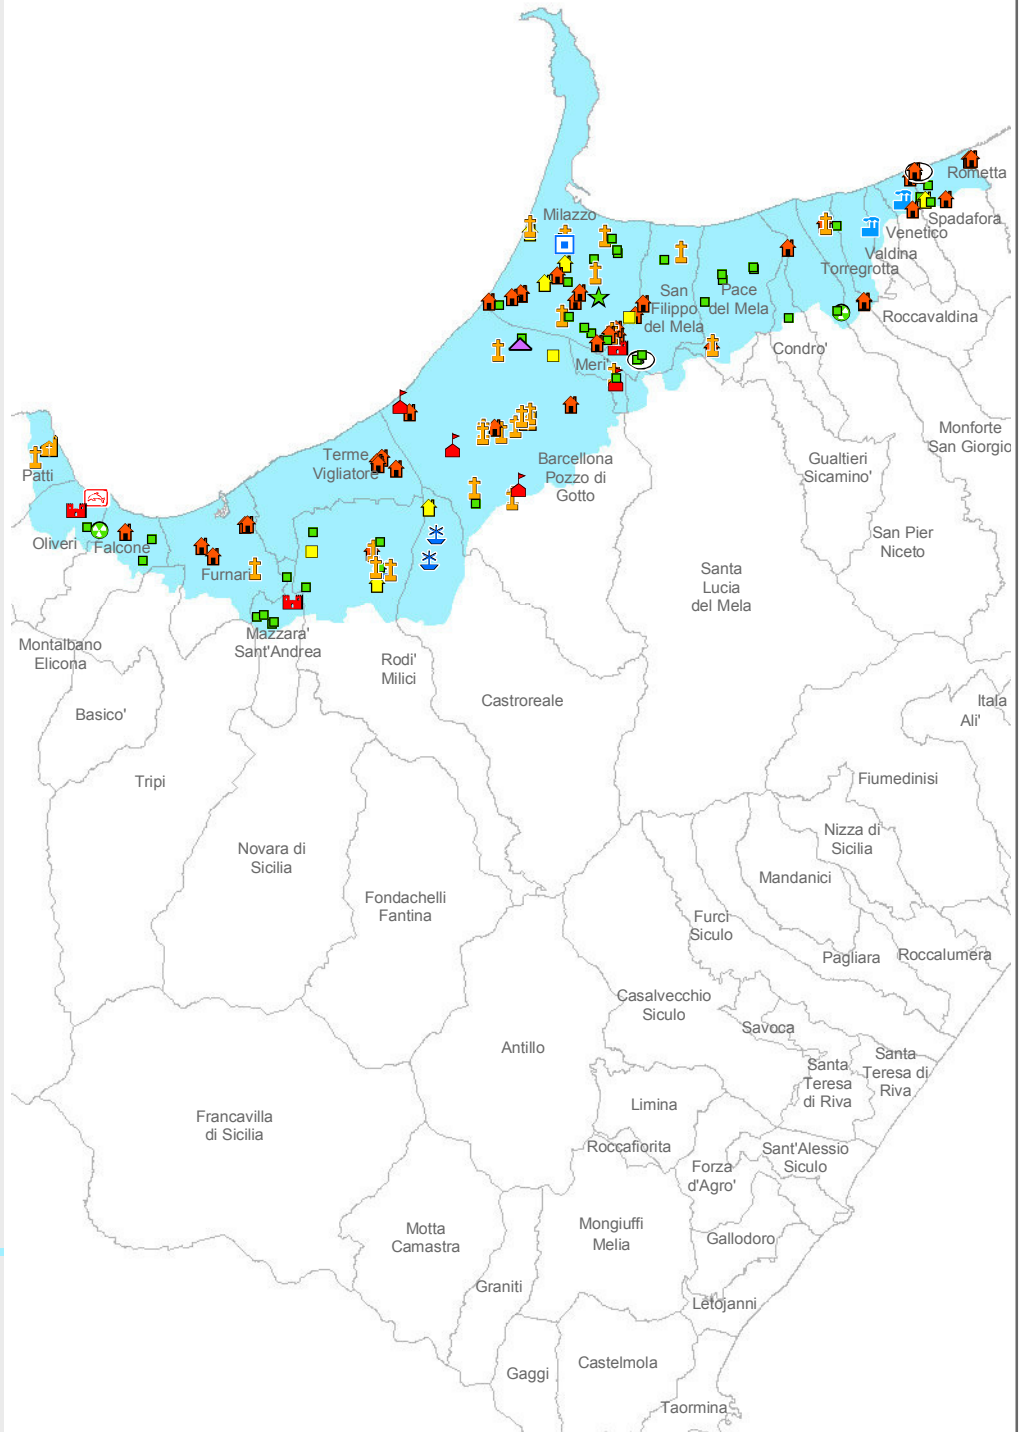 Rometta
Milazzo
Spadafora
Venetico
Valdina
Torregrotta
San
Filippo
del Mela
Pace
del Mela
Roccavaldina
Condro'
Meri'
Monforte
San Giorgio
Terme
Vigliatore
Barcellona
Pozzo di
Gotto
Gualtieri
Sicamino'
Patti
San Pier
Niceto
Oliveri
Falcone
Furnari
Santa
Lucia
del Mela
Mazzara'
Sant'Andrea
Montalbano
Elicona
Rodi'
Milici
Castroreale
Itala
Ali'
Basico'
Tripi
Fiumedinisi
Novara di
Sicilia
Nizza di
Sicilia
Mandanici
Fondachelli
Fantina
Furci
Siculo
Pagliara
Roccalumera
Casalvecchio
Siculo
Savoca
Antillo
Santa
Teresa di
Riva
Santa
Teresa
di Riva
Limina
Francavilla
di Sicilia
Roccafiorita
Sant'Alessio
Siculo
Forza
d'Agro'
Motta
Camastra
Mongiuffi
Melia
Gallodoro
Graniti
Letojanni
Gaggi
Castelmola
Taormina